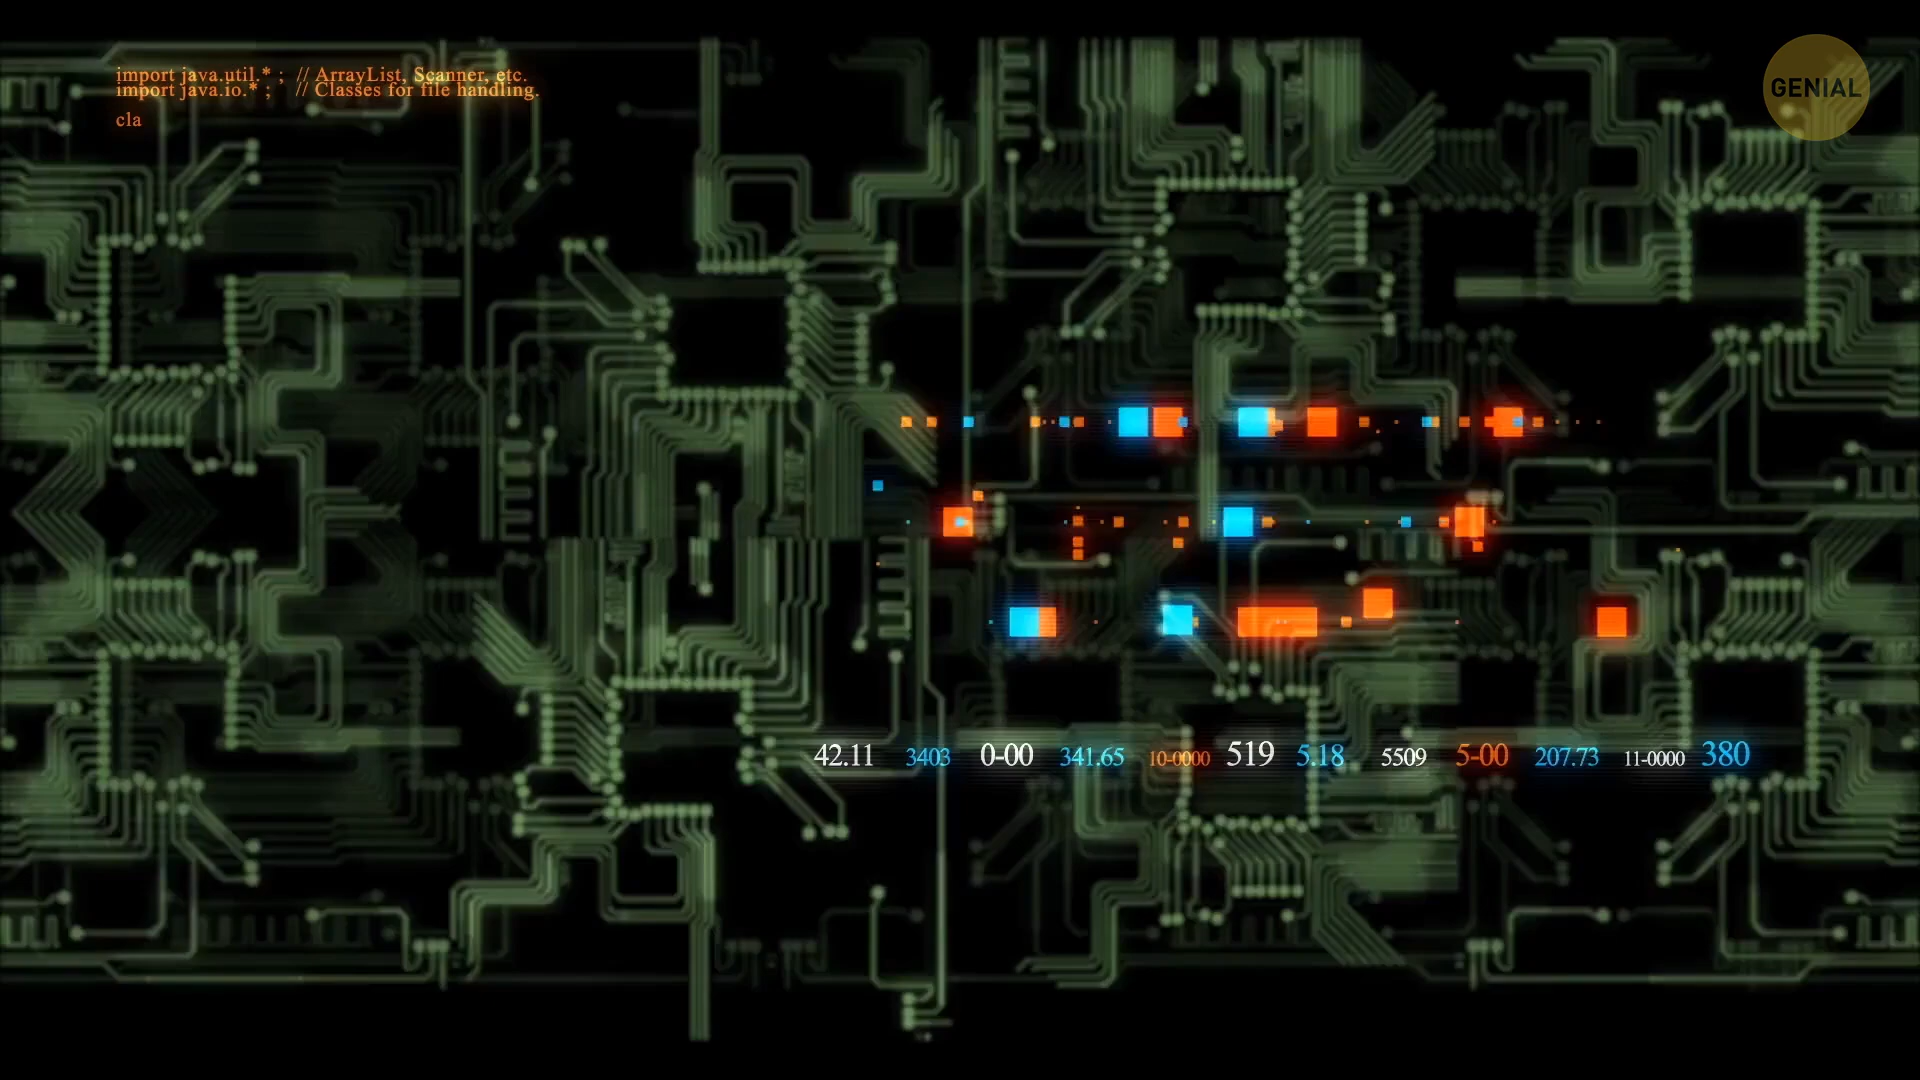 import java.util.* ;  // ArrayList, Scanner, etc.
import java.io.* ;  // Classes for file handling.
cla
GENIAL
42.11 3403 0-00 341.65 10-0000 519 5.18 5509 5-00 207.73 11-0000 380